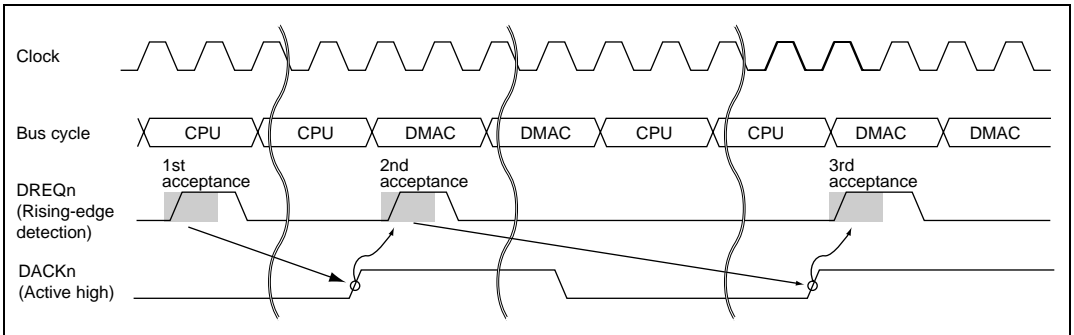 Clock
Bus cycle
CPU
CPU
DMAC
DMAC
CPU
CPU
DMAC
DMAC
1st
acceptance
2nd
acceptance
3rd
acceptance
DREQn
(Rising-edge
detection)
DACKn
(Active high)